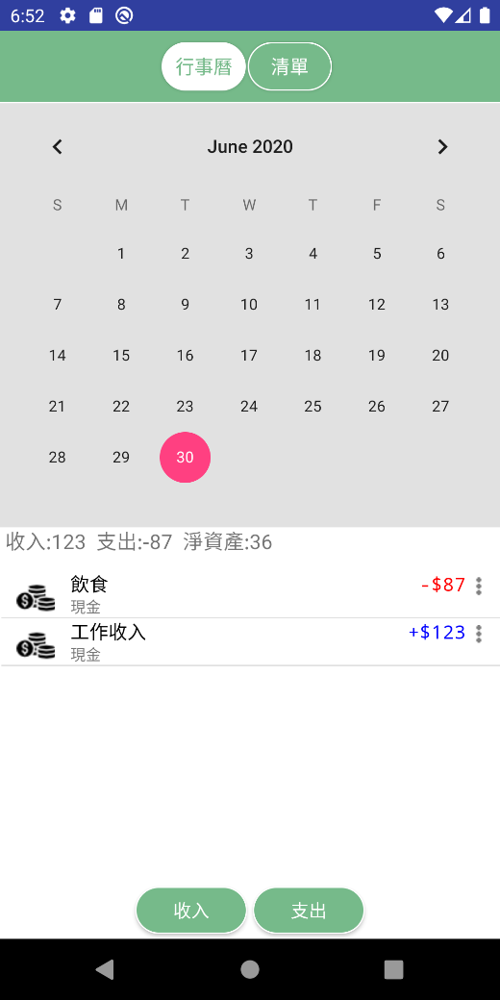 6:52
行事曆 清單
June 2020
S M T W T F S
1 2 3 4 5 6
7 8 9 10 11 12 13
14 15 16 17 18 19 20
21 22 23 24 25 26 27
28 29 30
收入:123 支出:-87 淨資產:36
飲食 -$87
現金
工作收入 +$123
現金
收入 支出